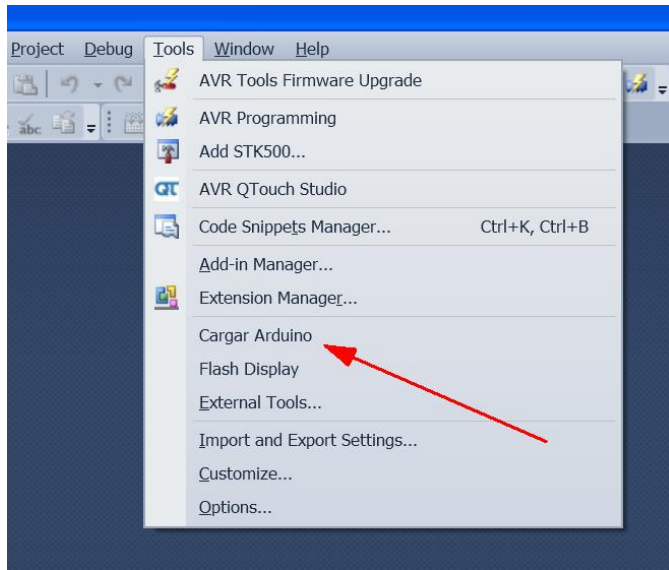 Project Debug Tools Window Help
AVR Tools Firmware Upgrade
AVR Programming
abc
Add STK500...
QT AVR QTouch Studio
Code Snippets Manager... Ctrl+K, Ctrl+B
Add-in Manager...
Extension Manager...
Cargar Arduino
Flash Display
External Tools...
Import and Export Settings...
Customize...
Options...